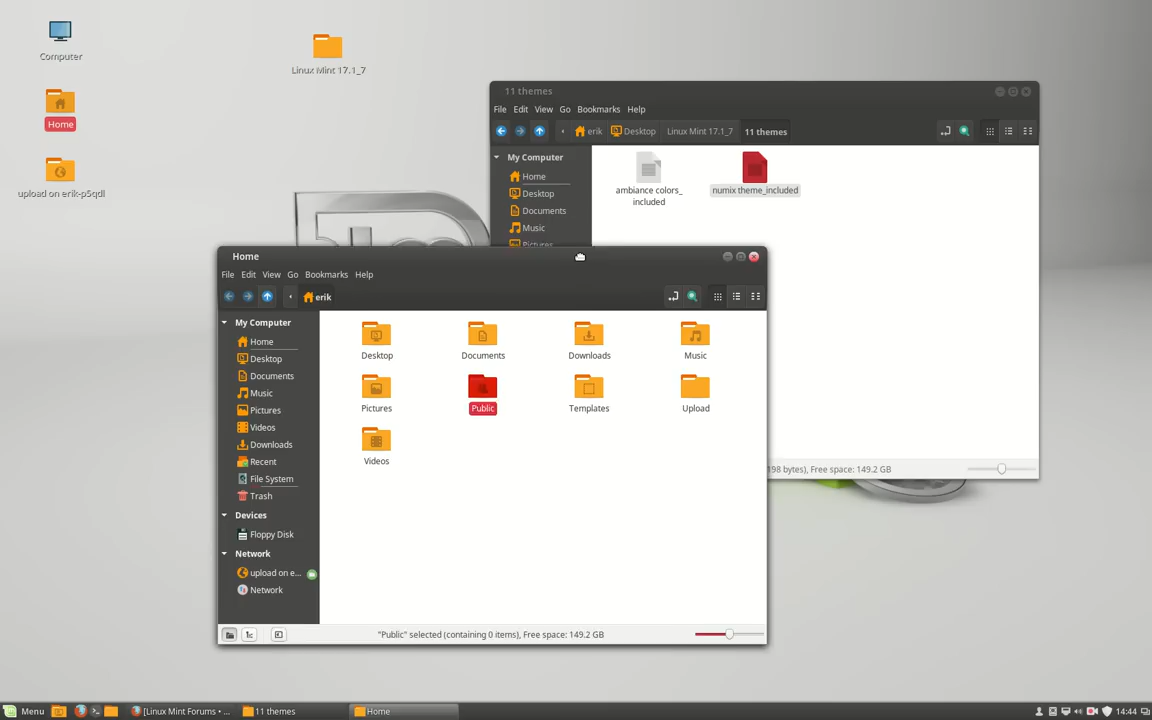 Computer
Home
upload on erik-p5qdl
Linux Mint 17.1_7
11 themes
File Edit View Go Bookmarks Help
erik Desktop Linux Mint 17.1_7 11 themes
My Computer
Home
Desktop
Documents
Music
Pictures
ambiance colors_
included
numix theme_included
198 bytes), Free space: 149.2 GB
Home
File Edit View Go Bookmarks Help
erik
My Computer
Home
Desktop
Documents
Music
Pictures
Videos
Downloads
Recent
File System
Trash
Devices
Floppy Disk
Network
upload on e...
Network
Desktop Documents Downloads Music
Pictures Public Templates Upload
Videos
"Public" selected (containing 0 items), Free space: 149.2 GB
Menu [Linux Mint Forums • ... 11 themes Home 14:44